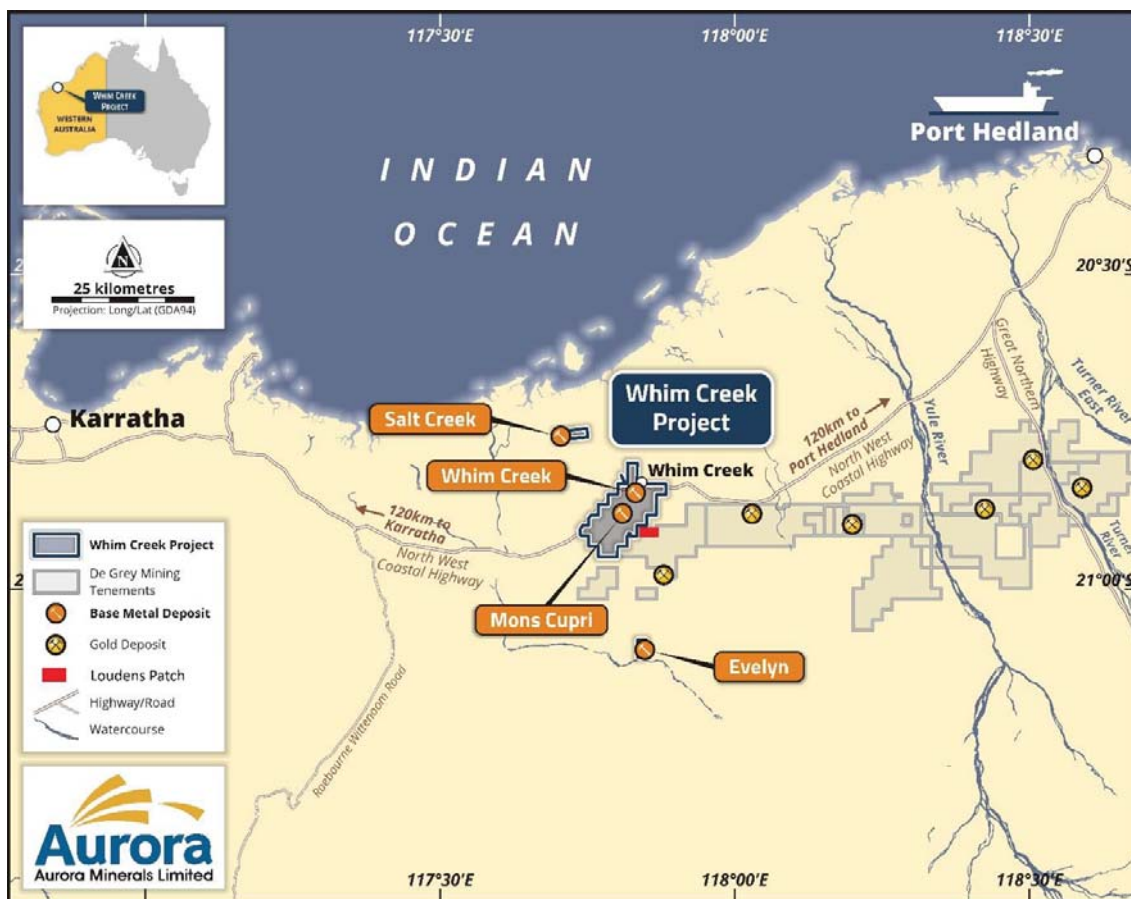 117°30'E
118°00'E
118°30'E
WHIM CREEK
PROJECT
WESTERN
AUSTRALIA
Port Hedland
INDIAN
OCEAN
N
25 kilometres
Projection: Long/Lat (GDA94)
20°30'S
Great Northern
Highway
Turner River
East
Karratha
Salt Creek
Whim Creek
Project
120km to
Port Hedland
North West
Coastal Highway
Yule River
Whim Creek
Whim Creek
120km to
Karratha
North West
Coastal Highway
Turner
River
21°00'S
Mons Cupri
Evelyn
Roebourne Wittenoom Road
Whim Creek Project
De Grey Mining
Tenements
Base Metal Deposit
Gold Deposit
Loudens Patch
Highway/Road
Watercourse
Aurora
Aurora Minerals Limited
117°30'E
118°00'E
118°30'E